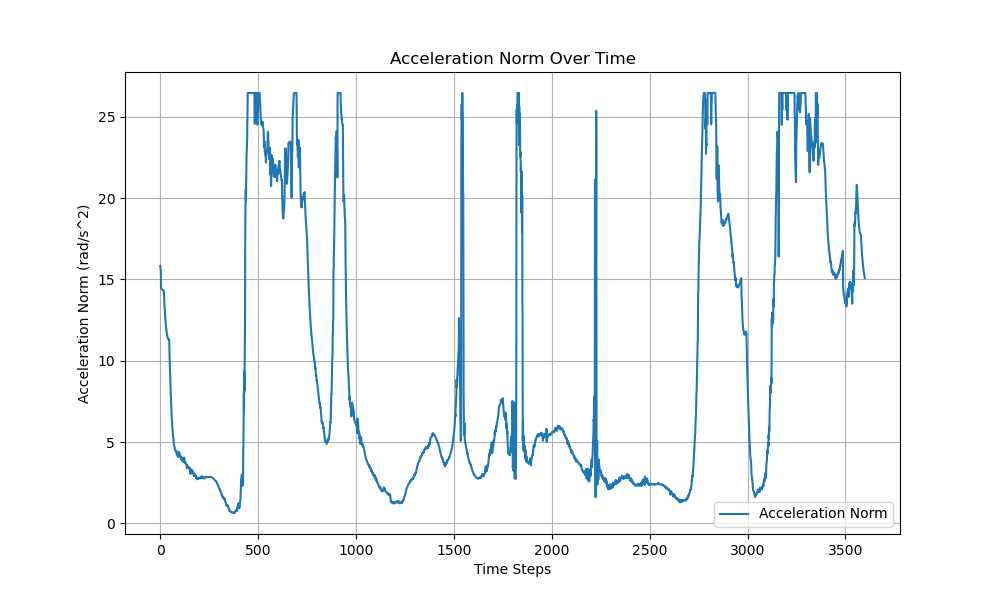 Acceleration Norm Over Time
Acceleration Norm (rad/s^2)
25
20
15
10
5
0
Acceleration Norm
0 500 1000 1500 2000 2500 3000 3500
Time Steps